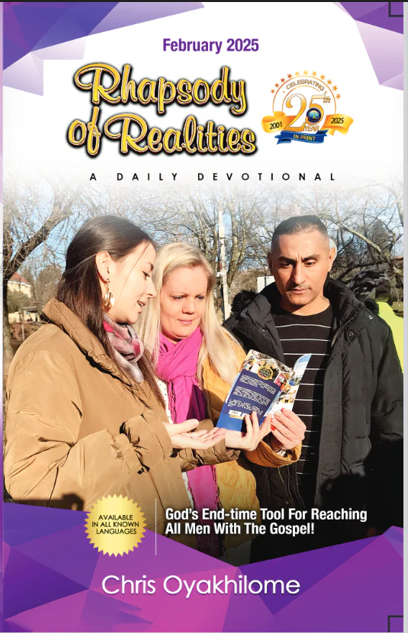 February 2025
Rhapsody
of Realities
CELEBRATING
25
YEAR
2001
2025
IN PRINT
A DAILY DEVOTIONAL
AVAILABLE
IN ALL KNOWN
LANGUAGES
God's End-time Tool For Reaching
All Men With The Gospel!
Chris Oyakhilome